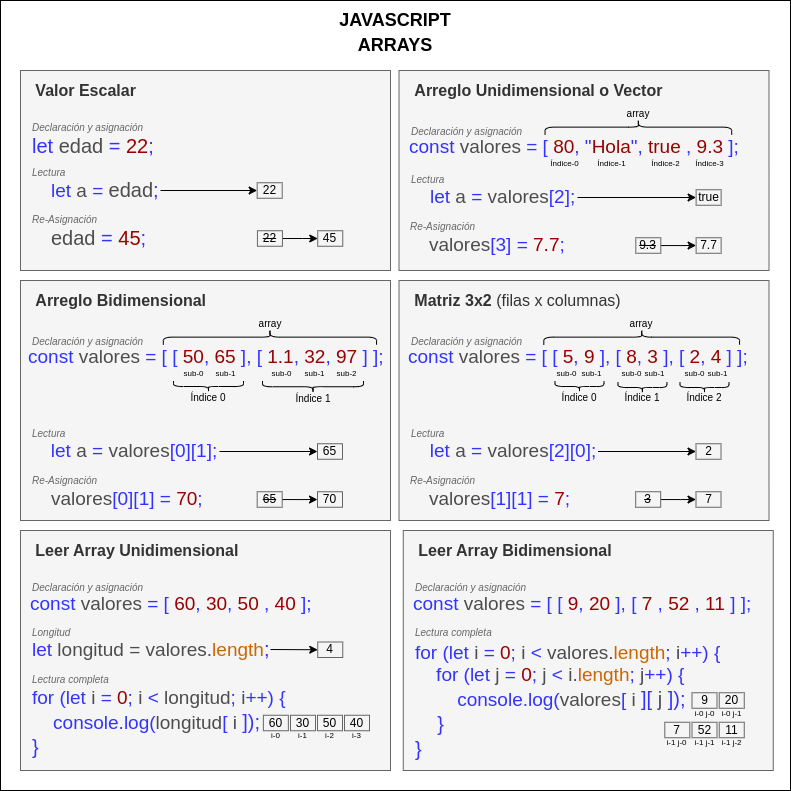 JAVASCRIPT
ARRAYS
Valor Escalar
Declaración y asignación
let edad = 22;
Lectura
let a = edad; 22
Re-Asignación
edad = 45; 22 45
Arreglo Unidimensional o Vector
array
Declaración y asignación
const valores = [ 80, "Hola", true , 9.3 ];
Índice-0 Índice-1 Índice-2 Índice-3
Lectura
let a = valores[2]; true
Re-Asignación
valores[3] = 7.7; 9.3 7.7
Arreglo Bidimensional
array
Declaración y asignación
const valores = [ [ 50, 65 ], [ 1.1, 32, 97 ] ];
sub-0 sub-1 sub-0 sub-1 sub-2
Índice 0 Índice 1
Lectura
let a = valores[0][1]; 65
Re-Asignación
valores[0][1] = 70; 65 70
Matriz 3x2 (filas x columnas)
array
Declaración y asignación
const valores = [ [ 5, 9 ], [ 8, 3 ], [ 2, 4 ] ];
sub-0 sub-1 sub-0 sub-1 sub-0 sub-1
Índice 0 Índice 1 Índice 2
Lectura
let a = valores[2][0]; 2
Re-Asignación
valores[1][1] = 7; 3 7
Leer Array Unidimensional
Declaración y asignación
const valores = [ 60, 30, 50 , 40 ];
Longitud
let longitud = valores.length; 4
Lectura completa
for (let i = 0; i < longitud; i++) {
console.log(longitud[ i ]); 60 30 50 40
i-0 i-1 i-2 i-3
}
Leer Array Bidimensional
Declaración y asignación
const valores = [ [ 9, 20 ], [ 7 , 52 , 11 ] ];
Lectura completa
for (let i = 0; i < valores.length; i++) {
for (let j = 0; j < i.length; j++) {
console.log(valores[ i ][ j ]); 9 20
i-0 j-0 i-0 j-1
} 7 52 11
i-1 j-0 i-1 j-1 i-1 j-2
}